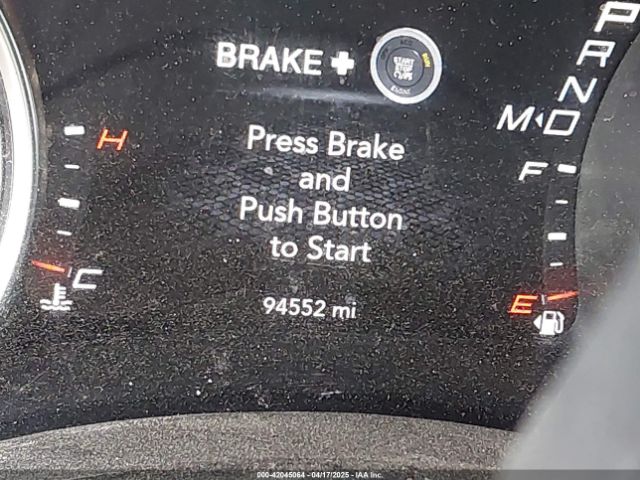 BRAKE +
START
STOP
RUN
Press Brake
and
Push Button
to Start
94552 mi
H
C
P
R
N
M D
F
E
000-42045064 - 04/17/2025 - IAA Inc.